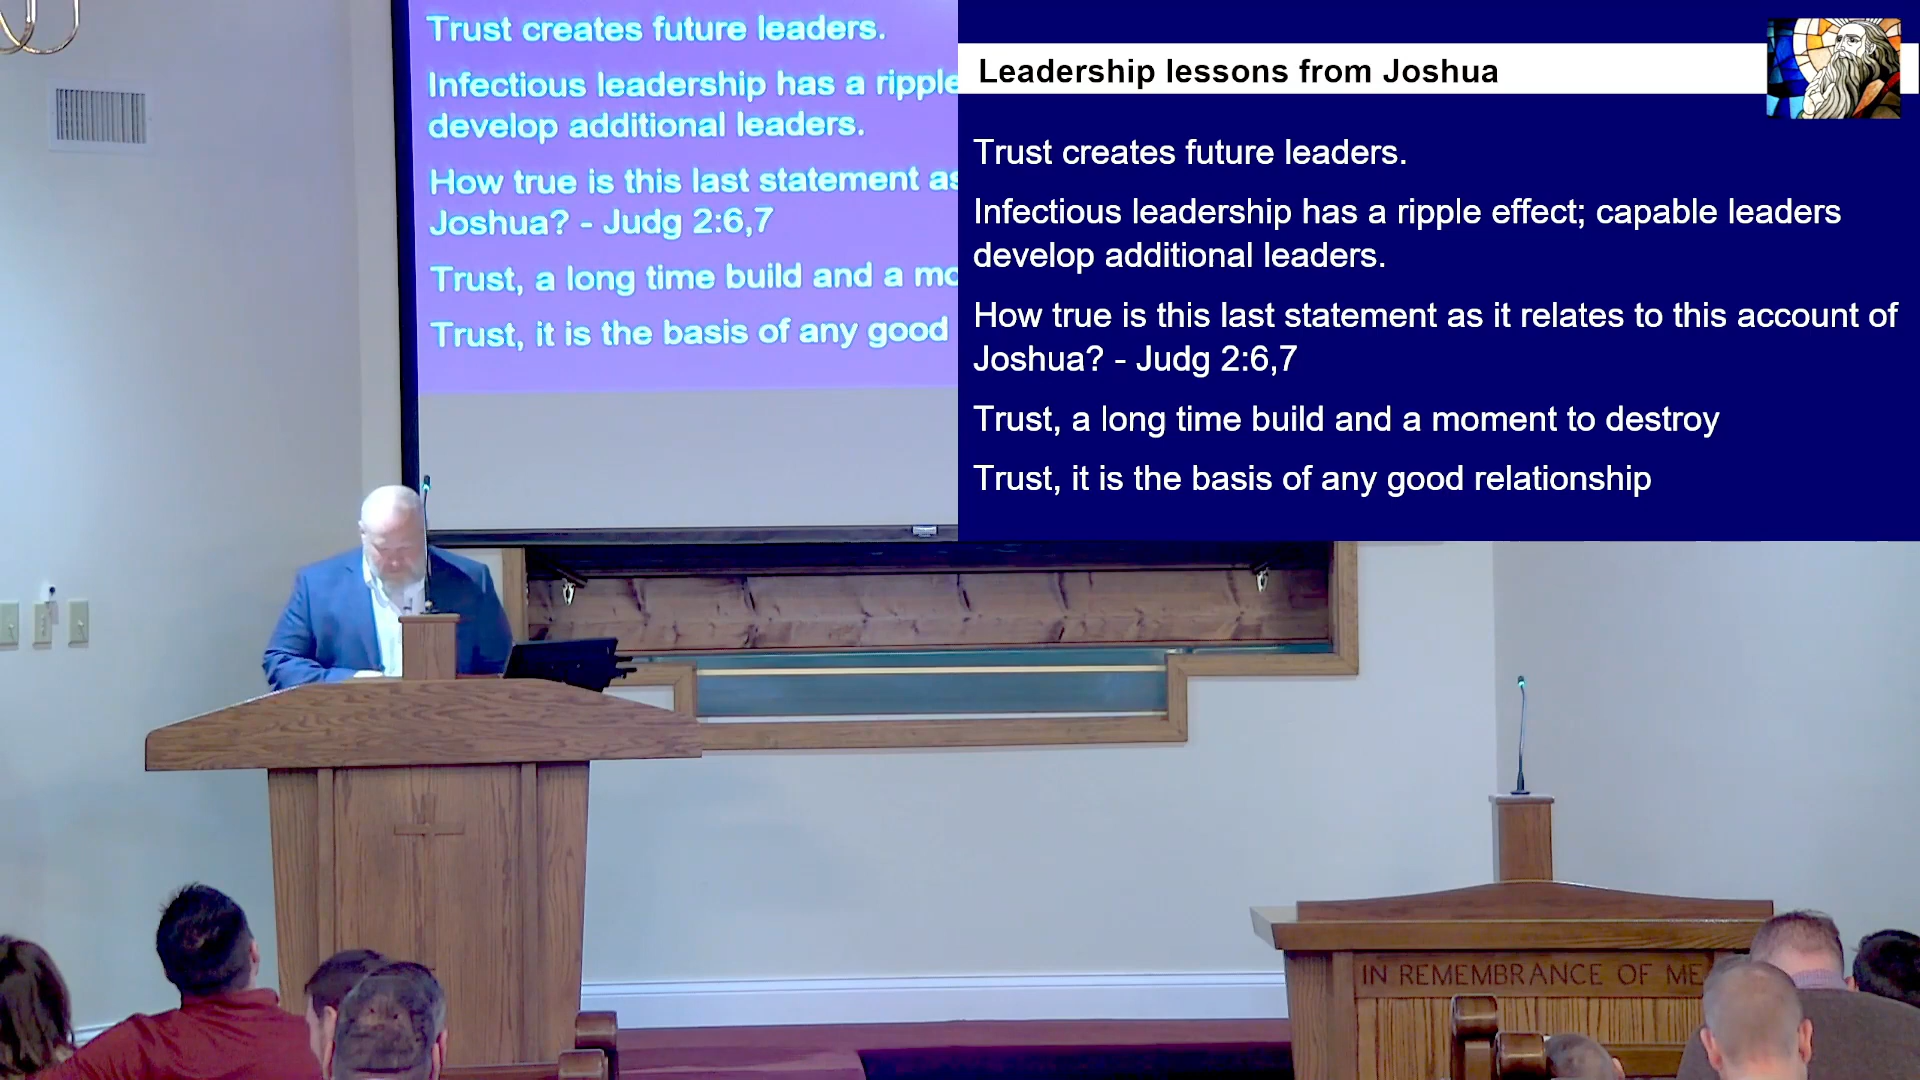 Trust creates future leaders.
Infectious leadership has a ripple
develop additional leaders.
How true is this last statement as
Joshua? - Judg 2:6,7
Trust, a long time build and a mo
Trust, it is the basis of any good
Leadership lessons from Joshua
Trust creates future leaders.
Infectious leadership has a ripple effect; capable leaders
develop additional leaders.
How true is this last statement as it relates to this account of
Joshua? - Judg 2:6,7
Trust, a long time build and a moment to destroy
Trust, it is the basis of any good relationship
IN REMEMBRANCE OF ME